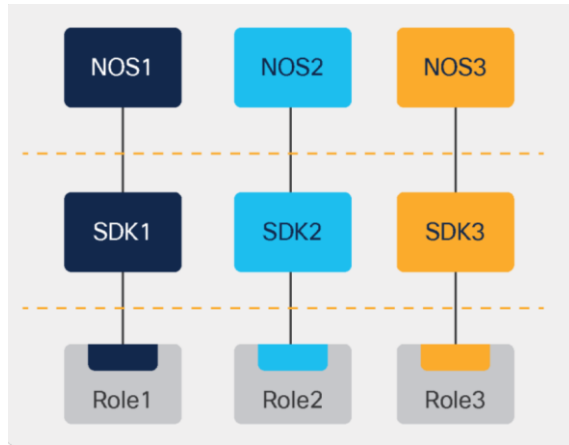 NOS1
NOS2
NOS3
SDK1
SDK2
SDK3
Role1
Role2
Role3